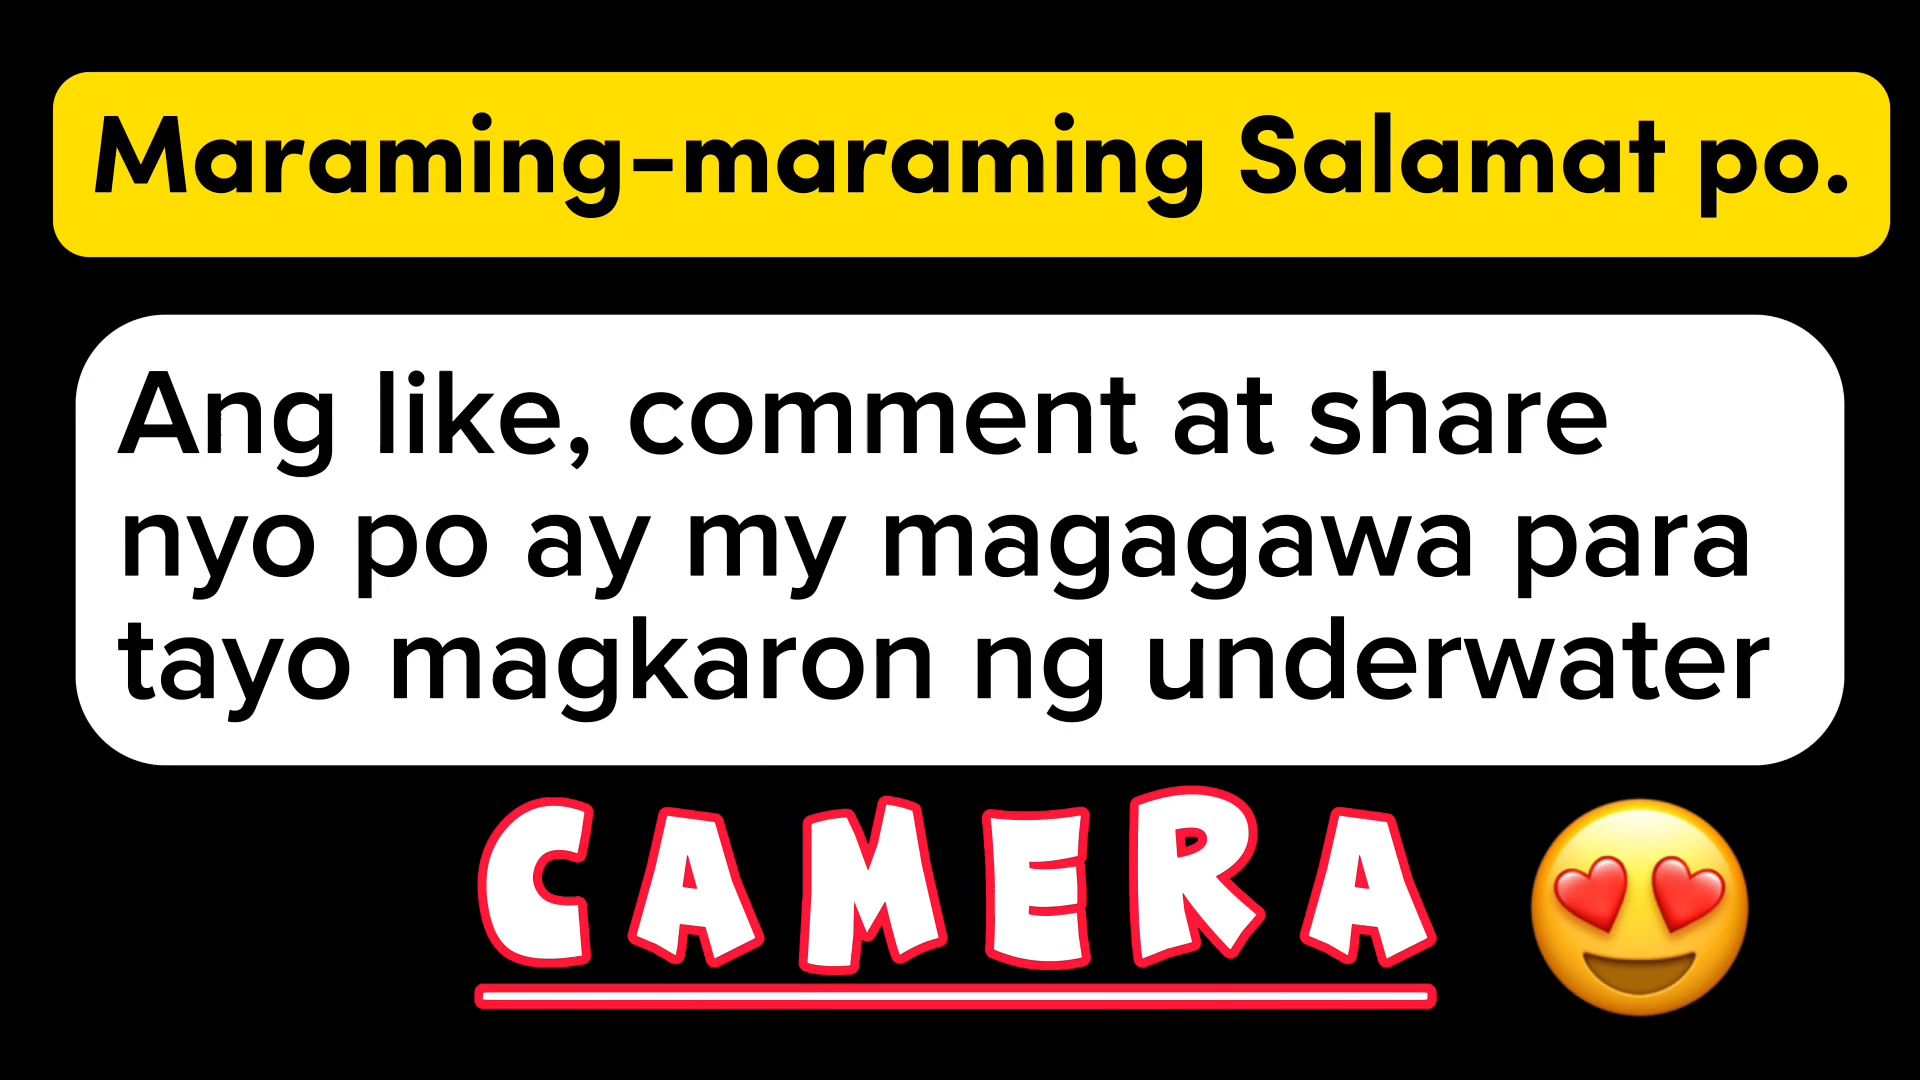 Maraming-maraming Salamat po.
Ang like, comment at share
nyo po ay my magagawa para
tayo magkaron ng underwater
CAMERA